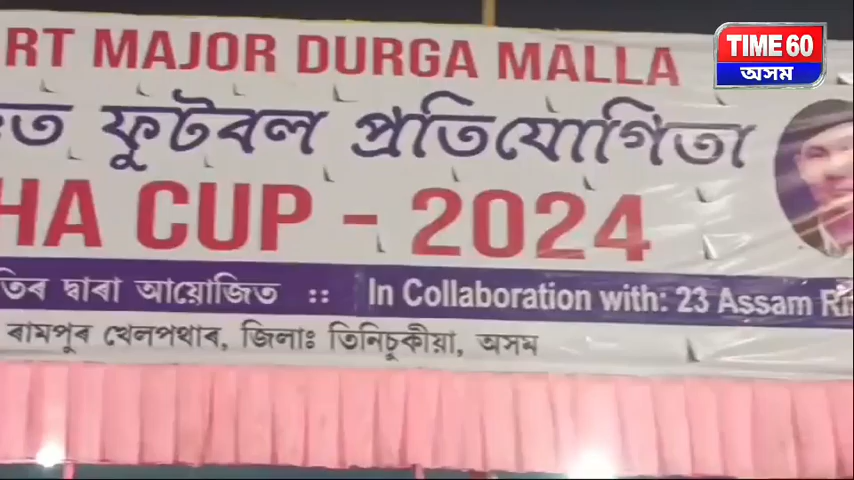 RT MAJOR DURGA MALLA
TIME 60
অসম
ফুটবল প্ৰতিযোগিতা
HA CUP - 2024
দ্বাৰা আয়োজিত :: In Collaboration with: 23 Assam
ৰামপুৰ খেলপথাৰ, জিলাঃ তিনিচুকীয়া, অসম